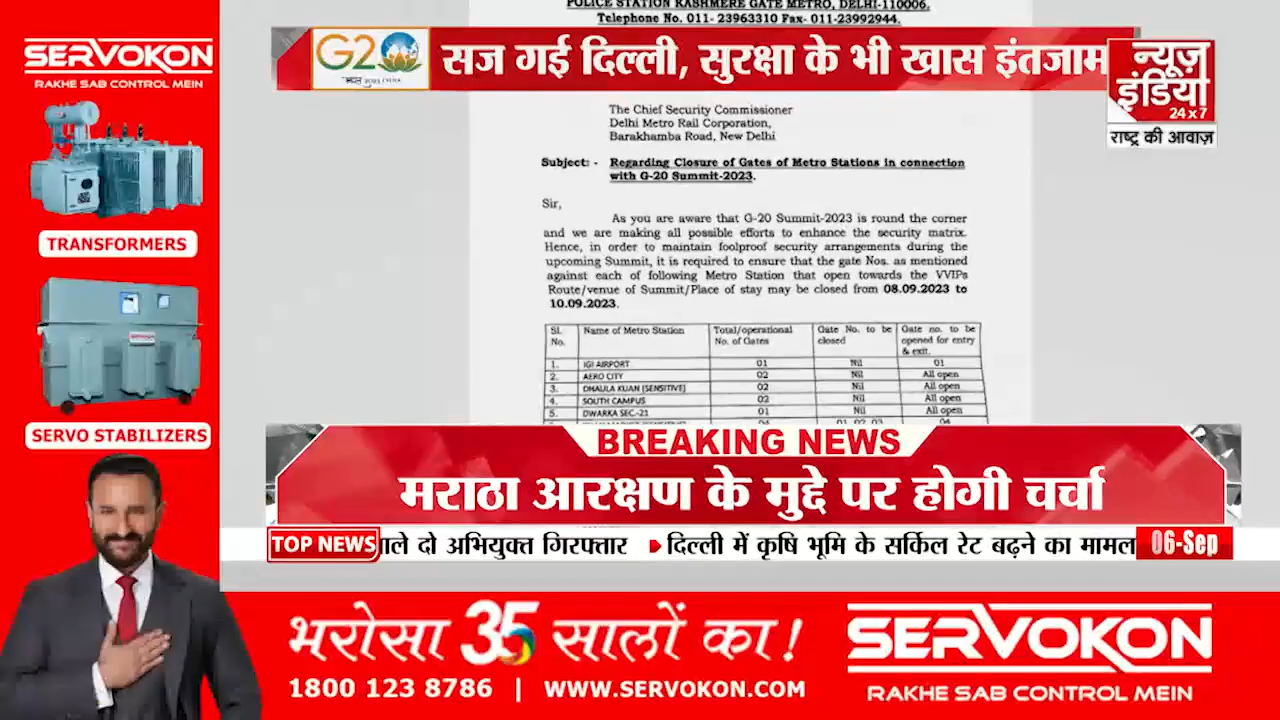 POLICE STATION KASHMERE GATE METRO, DELHI-110006.
Telephone No. 011- 23963310 Fax- 011-23992944.
G20
सज गई दिल्ली, सुरक्षा के भी खास इंतजाम
न्यूज़
इंडिया
24x7
राष्ट्र की आवाज़
SERVOKON
RAKHE SAB CONTROL MEIN
TRANSFORMERS
SERVOKON
SERVO STABILIZERS
The Chief Security Commissioner
Delhi Metro Rail Corporation,
Barakhamba Road, New Delhi
Subject: - Regarding Closure of Gates of Metro Stations in connection
with G-20 Summit-2023.
Sir,
As you are aware that G-20 Summit-2023 is round the corner
and we are making all possible efforts to enhance the security matrix.
Hence, in order to maintain foolproof security arrangements during the
upcoming Summit, it is required to ensure that the gate Nos. as mentioned
against each of following Metro Station that open towards the VVIPs
Route/venue of Summit/Place of stay may be closed from 08.09.2023 to
10.09.2023.
Sl. No. Name of Metro Station Total/operational No. of Gates Gate No. to be closed Gate no. to be opened for entry & exit.
1. IGI AIRPORT 01 Nil 01
2. AERO CITY 02 Nil All open
3. DHAULA KUAN (SENSITIVE) 02 Nil All open
4. SOUTH CAMPUS 02 Nil All open
5. DWARKA SEC.-21 01 Nil All open
BREAKING NEWS
मराठा आरक्षण के मुद्दे पर होगी चर्चा
TOP NEWS ाले दो अभियुक्त गिरफ्तार दिल्ली में कृषि भूमि के सर्किल रेट बढ़ने का मामल 06-Sep
भरोसा 35 सालों का!
1800 123 8786 | WWW.SERVOKON.COM
SERVOKON
RAKHE SAB CONTROL MEIN